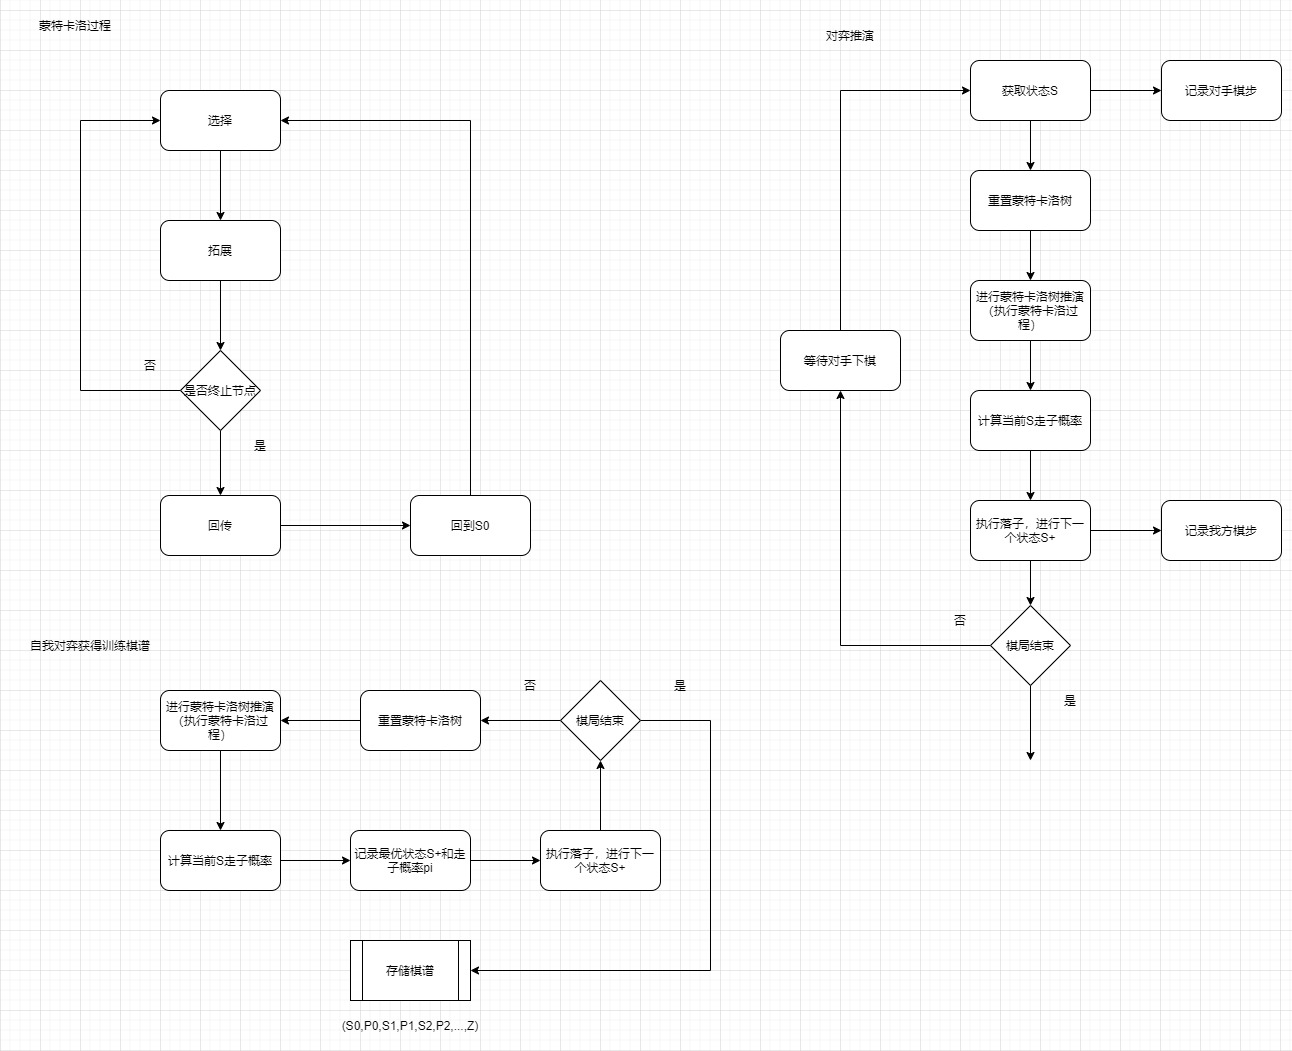 蒙特卡洛过程
选择
拓展
否
是否终止节点
是
回传
回到S0
对弈推演
获取状态S
记录对手棋步
重置蒙特卡洛树
进行蒙特卡洛树推演
（执行蒙特卡洛过
程）
等待对手下棋
计算当前S走子概率
执行落子，进行下一
个状态S+
记录我方棋步
否
棋局结束
是
自我对弈获得训练棋谱
进行蒙特卡洛树推演
（执行蒙特卡洛过
程）
重置蒙特卡洛树
否
棋局结束
是
计算当前S走子概率
记录最优状态S+和走
子概率pi
执行落子，进行下一
个状态S+
存储棋谱
(S0,P0,S1,P1,S2,P2,...,Z)